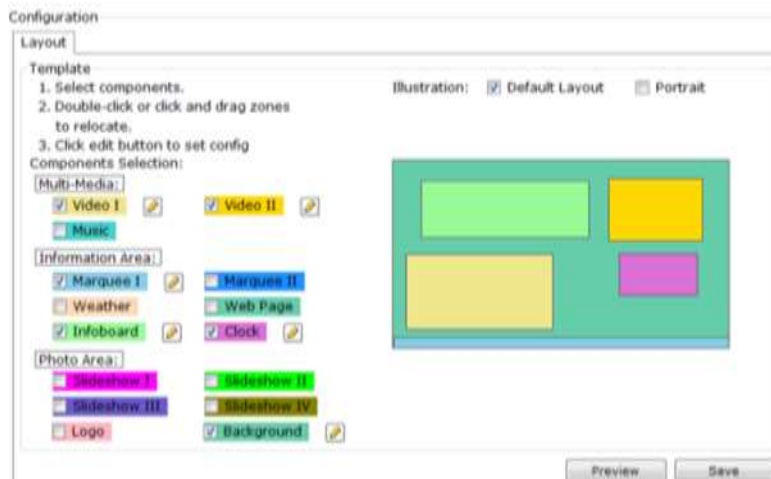 Configuration
Layout
Template
1. Select components.
2. Double-click or click and drag zones
to relocate.
3. Click edit button to set config
Illustration: Default Layout Portrait
Components Selection:
Multi-Media:
Video I Video II
Music
Information Area:
Marquee I Marquee II
Weather Web Page
Infoboard Clock
Photo Area:
Slideshow I Slideshow II
Slideshow III Slideshow IV
Logo Background
Preview Save